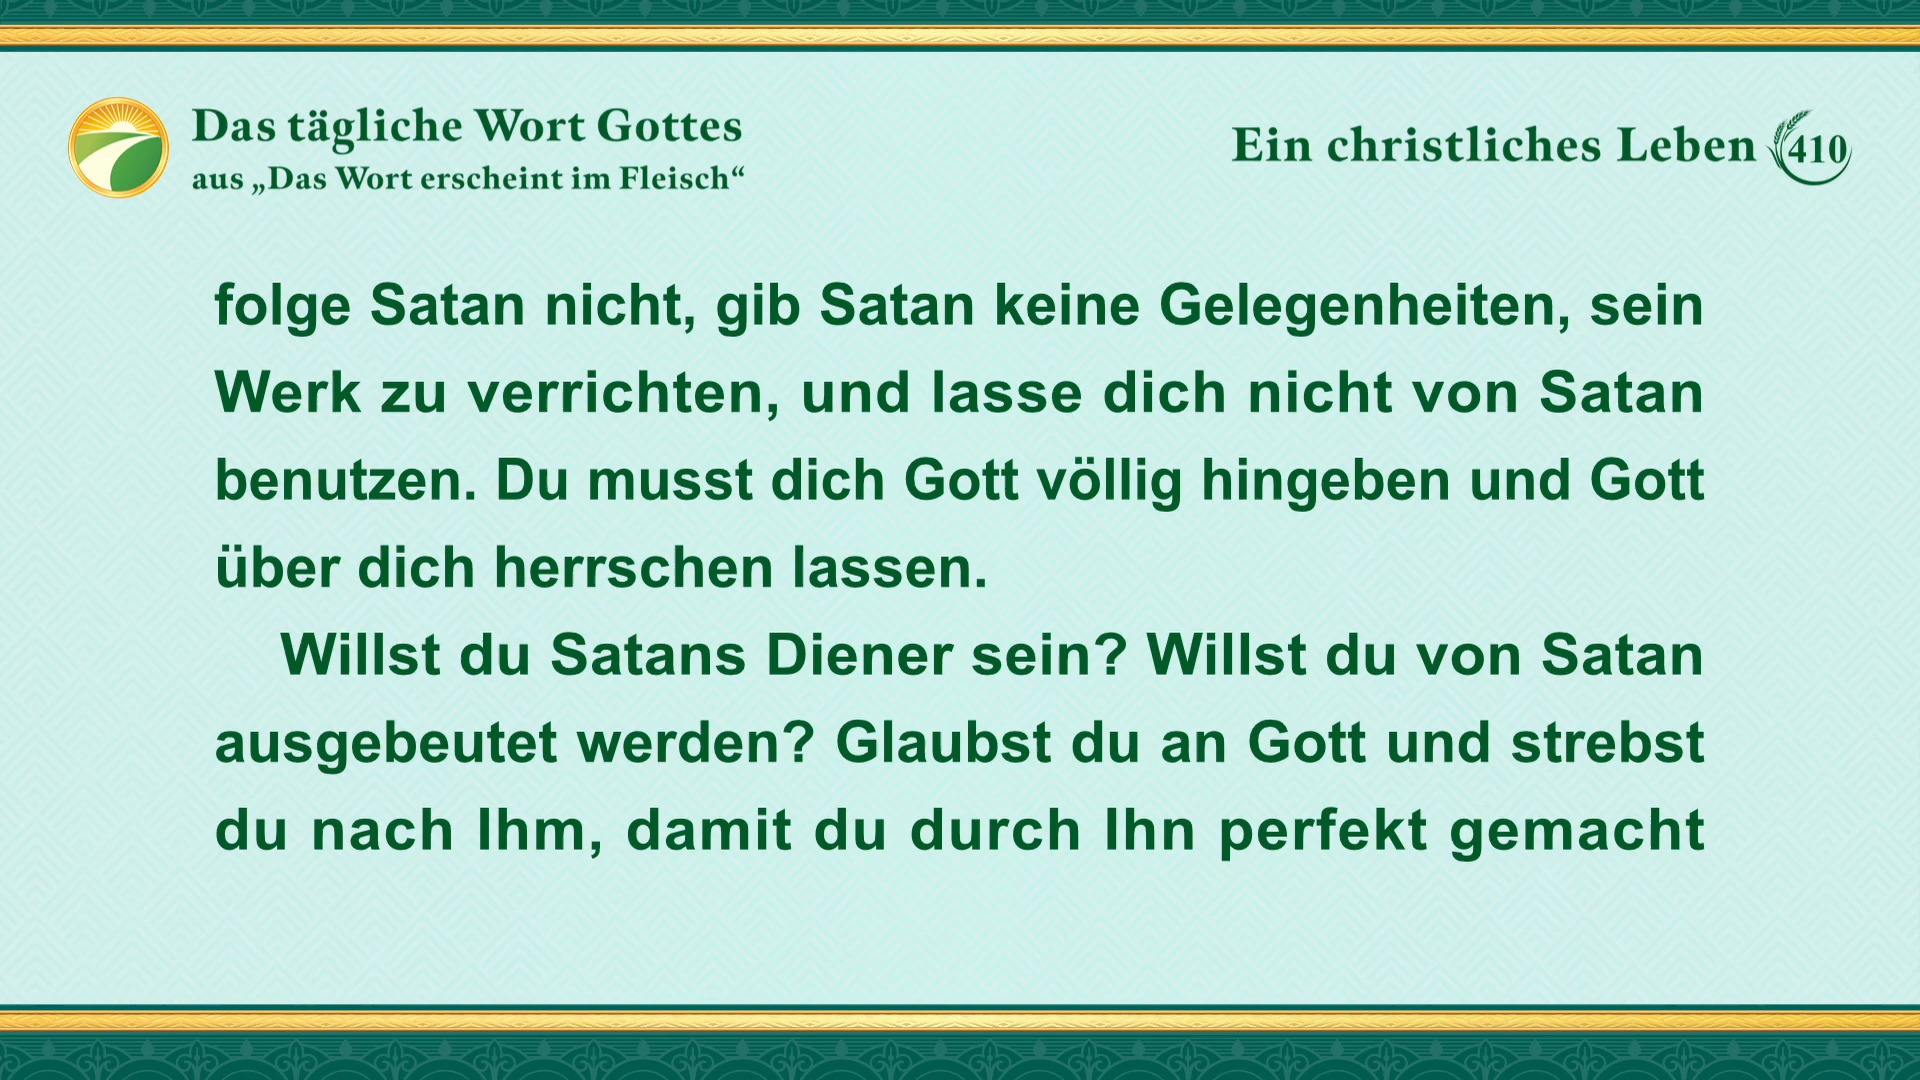 Das tägliche Wort Gottes
aus „Das Wort erscheint im Fleisch“
Ein christliches Leben 410
folge Satan nicht, gib Satan keine Gelegenheiten, sein
Werk zu verrichten, und lasse dich nicht von Satan
benutzen. Du musst dich Gott völlig hingeben und Gott
über dich herrschen lassen.
Willst du Satans Diener sein? Willst du von Satan
ausgebeutet werden? Glaubst du an Gott und strebst
du nach Ihm, damit du durch Ihn perfekt gemacht